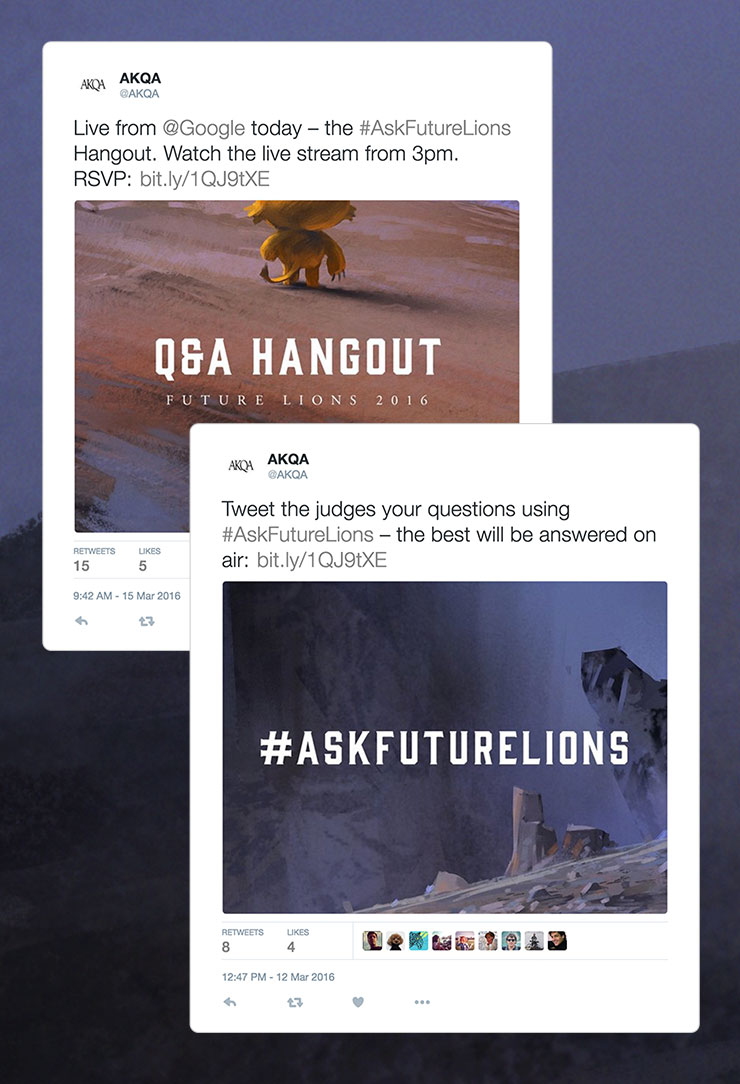 AKQA
AKQA
@AKQA
Live from @Google today – the #AskFutureLions
Hangout. Watch the live stream from 3pm.
RSVP: bit.ly/1QJ9tXE
Q&A HANGOUT
FUTURE LIONS 2016
RETWEETS LIKES
15 5
9:42 AM - 15 Mar 2016
AKQA
AKQA
@AKQA
Tweet the judges your questions using
#AskFutureLions – the best will be answered on
air: bit.ly/1QJ9tXE
#ASKFUTURELIONS
RETWEETS LIKES
8 4
12:47 PM - 12 Mar 2016